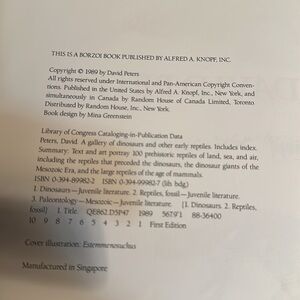 THIS IS A BORZOI BOOK PUBLISHED BY ALFRED A. KNOPF, INC.
Copyright © 1989 by David Peters
All rights reserved under International and Pan-American Copyright Conven-
tions. Published in the United States by Alfred A. Knopf, Inc., New York, and
simultaneously in Canada by Random House of Canada Limited, Toronto.
Distributed by Random House, Inc., New York.
Book design by Mina Greenstein
Library of Congress Cataloging-in-Publication Data
Peters, David. A gallery of dinosaurs and other early reptiles. Includes index.
Summary: Text and art portray 100 prehistoric reptiles of land, sea, and air,
including the reptiles that preceded the dinosaurs, the dinosaur giants of the
Mesozoic Era, and the large reptiles of the age of mammals.
ISBN 0-394-89982-2 ISBN 0-394-99982-7 (lib bdg.)
1. Dinosaurs—Juvenile literature. 2. Reptiles, Fossil—Juvenile literature.
3. Paleontology—Mesozoic—Juvenile literature. [1. Dinosaurs. 2. Reptiles,
Fossil] I. Title. QE862.D5P47 1989 567.9'1 88-36400
10 9 8 7 6 5 4 3 2 1 First Edition
Cover illustration: Estemmenosuchus
Manufactured in Singapore